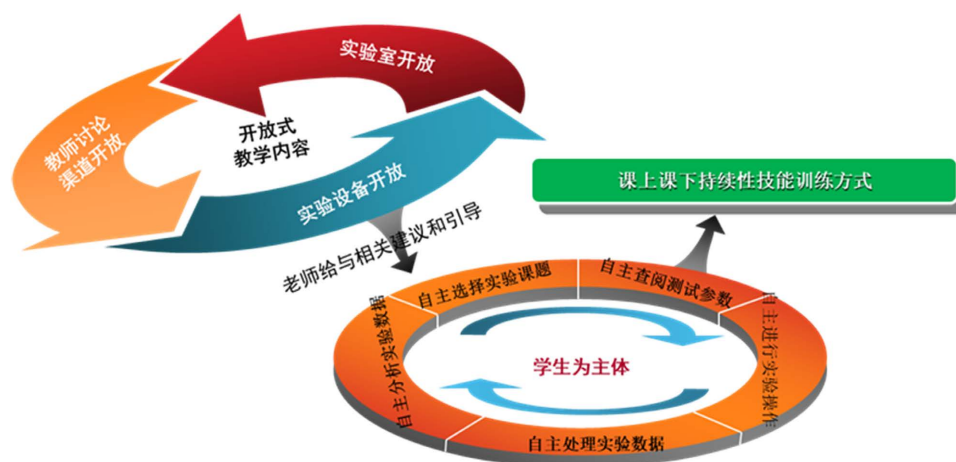 实验室开放
教师讨论
渠道开放
开放式
教学内容
实验设备开放
老师给与相关建议和引导
课上课下持续性技能训练方式
自主选择实验课题
自主查阅测试参数
自主进行实验操作
自主处理实验数据
自主分析实验数据
学生为主体